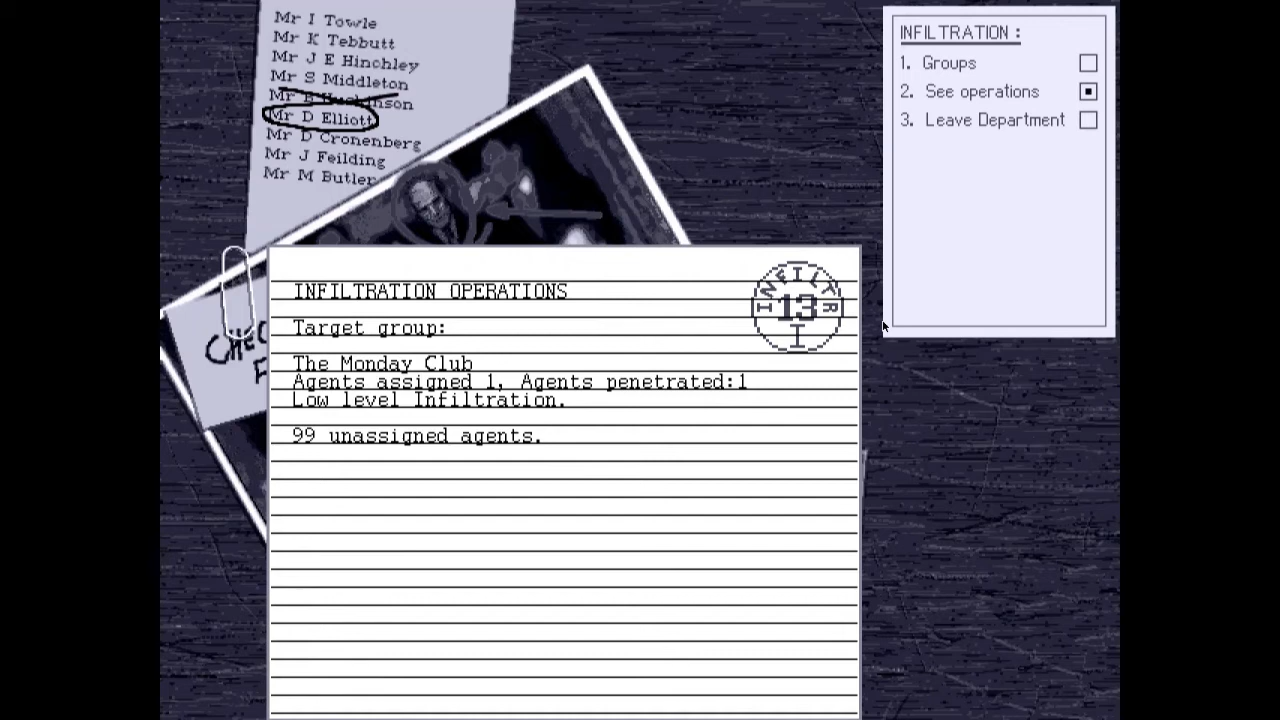 Mr I Towle
Mr K Tebbutt
Mr J E Hinchley
Mr S Middleton
Mr
Mr D Elliott
Mr D Cronenberg
Mr J Feilding
Mr M Butler
INFILTRATION :
1. Groups
2. See operations
3. Leave Department
INFILTR
13
I
INFILTRATION OPERATIONS
Target group:
The Monday Club
Agents assigned 1, Agents penetrated:1
Low level Infiltration.
99 unassigned agents.